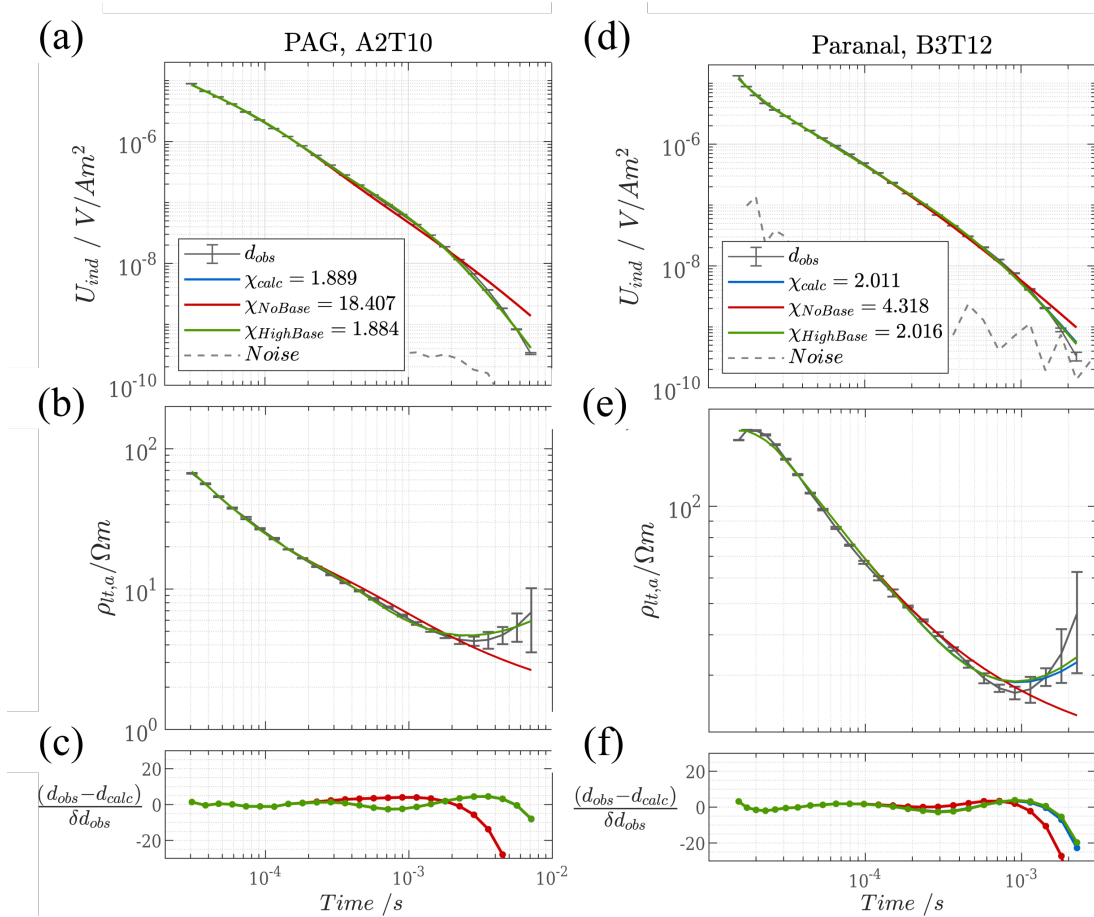 (a)
PAG, A2T10
U_ind / V/Am^2
10^-6
10^-8
10^-10
d_obs
χ_calc = 1.889
χ_NoBase = 18.407
χ_HighBase = 1.884
Noise
(b)
ρ_lt,a/Ωm
10^2
10^1
10^0
(c)
(d_obs−d_calc)
δd_obs
20
0
-20
10^-4
10^-3
10^-2
Time /s
(d)
Paranal, B3T12
U_ind / V/Am^2
10^-6
10^-8
10^-10
d_obs
χ_calc = 2.011
χ_NoBase = 4.318
χ_HighBase = 2.016
Noise
(e)
ρ_lt,a/Ωm
10^2
(f)
(d_obs−d_calc)
δd_obs
20
0
-20
10^-4
10^-3
Time /s